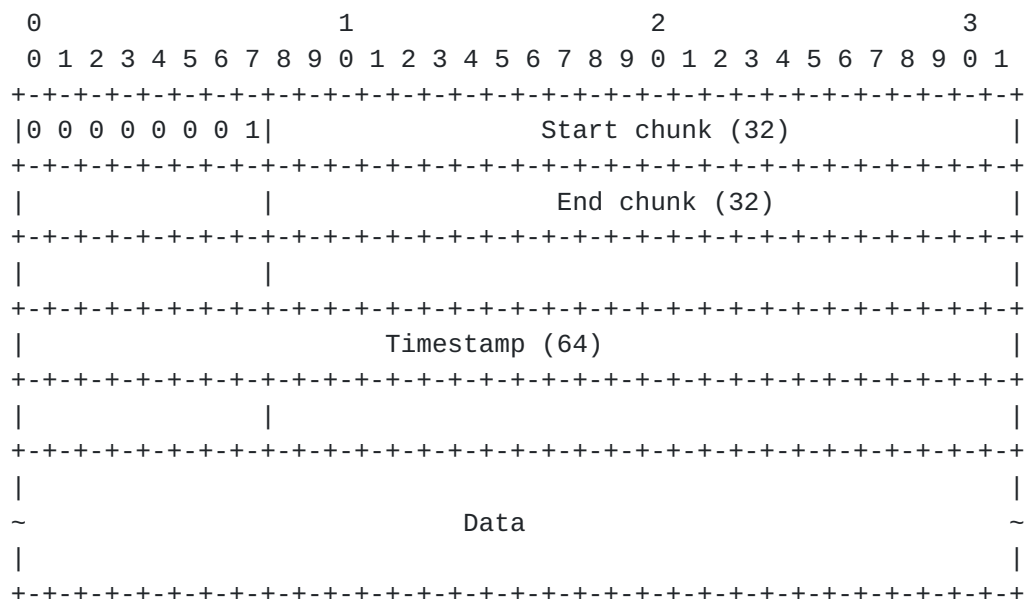 0                   1                   2                   3
 0 1 2 3 4 5 6 7 8 9 0 1 2 3 4 5 6 7 8 9 0 1 2 3 4 5 6 7 8 9 0 1
+-+-+-+-+-+-+-+-+-+-+-+-+-+-+-+-+-+-+-+-+-+-+-+-+-+-+-+-+-+-+-+-+
|0 0 0 0 0 0 0 1|                 Start chunk (32)              |
+-+-+-+-+-+-+-+-+-+-+-+-+-+-+-+-+-+-+-+-+-+-+-+-+-+-+-+-+-+-+-+-+
|               |                  End chunk (32)               |
+-+-+-+-+-+-+-+-+-+-+-+-+-+-+-+-+-+-+-+-+-+-+-+-+-+-+-+-+-+-+-+-+
|               |                                               |
+-+-+-+-+-+-+-+-+-+-+-+-+-+-+-+-+-+-+-+-+-+-+-+-+-+-+-+-+-+-+-+-+
|                       Timestamp (64)                          |
+-+-+-+-+-+-+-+-+-+-+-+-+-+-+-+-+-+-+-+-+-+-+-+-+-+-+-+-+-+-+-+-+
|               |                                               |
+-+-+-+-+-+-+-+-+-+-+-+-+-+-+-+-+-+-+-+-+-+-+-+-+-+-+-+-+-+-+-+-+
|                                                               |
~                            Data                               ~
|                                                               |
+-+-+-+-+-+-+-+-+-+-+-+-+-+-+-+-+-+-+-+-+-+-+-+-+-+-+-+-+-+-+-+-+